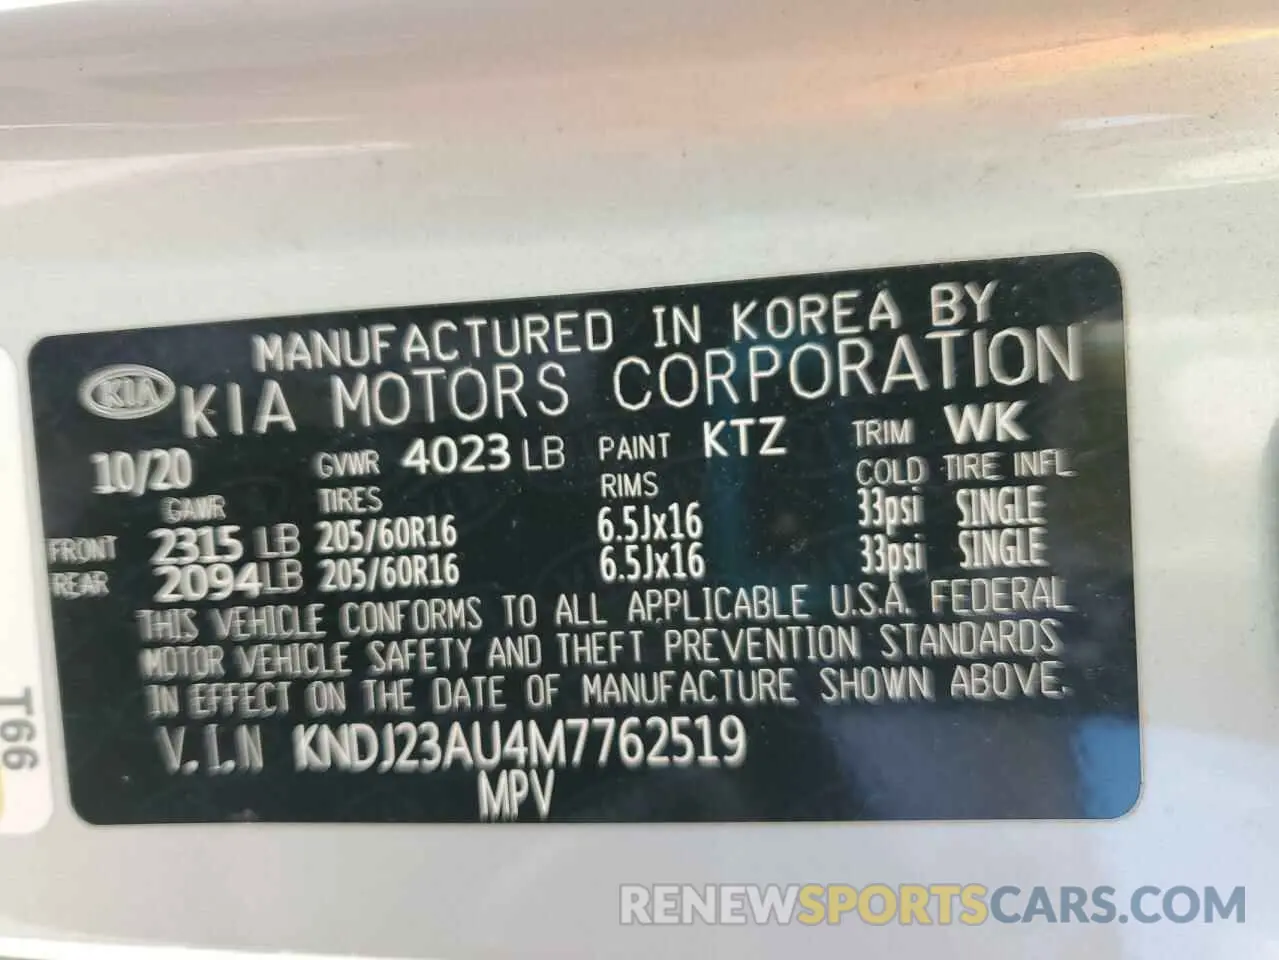 MANUFACTURED IN KOREA BY
KIA KIA MOTORS CORPORATION
10/20 GVWR 4023 LB PAINT KTZ TRIM WK
GAWR TIRES RIMS COLD TIRE INFL
FRONT 2315 LB 205/60R16 6.5Jx16 33psi SINGLE
REAR 2094 LB 205/60R16 6.5Jx16 33psi SINGLE
THIS VEHICLE CONFORMS TO ALL APPLICABLE U.S.A. FEDERAL
MOTOR VEHICLE SAFETY AND THEFT PREVENTION STANDARDS
IN EFFECT ON THE DATE OF MANUFACTURE SHOWN ABOVE.
V.I.N KNDJ23AU4M7762519
MPV
T66
RENEWSPORTSCARS.COM